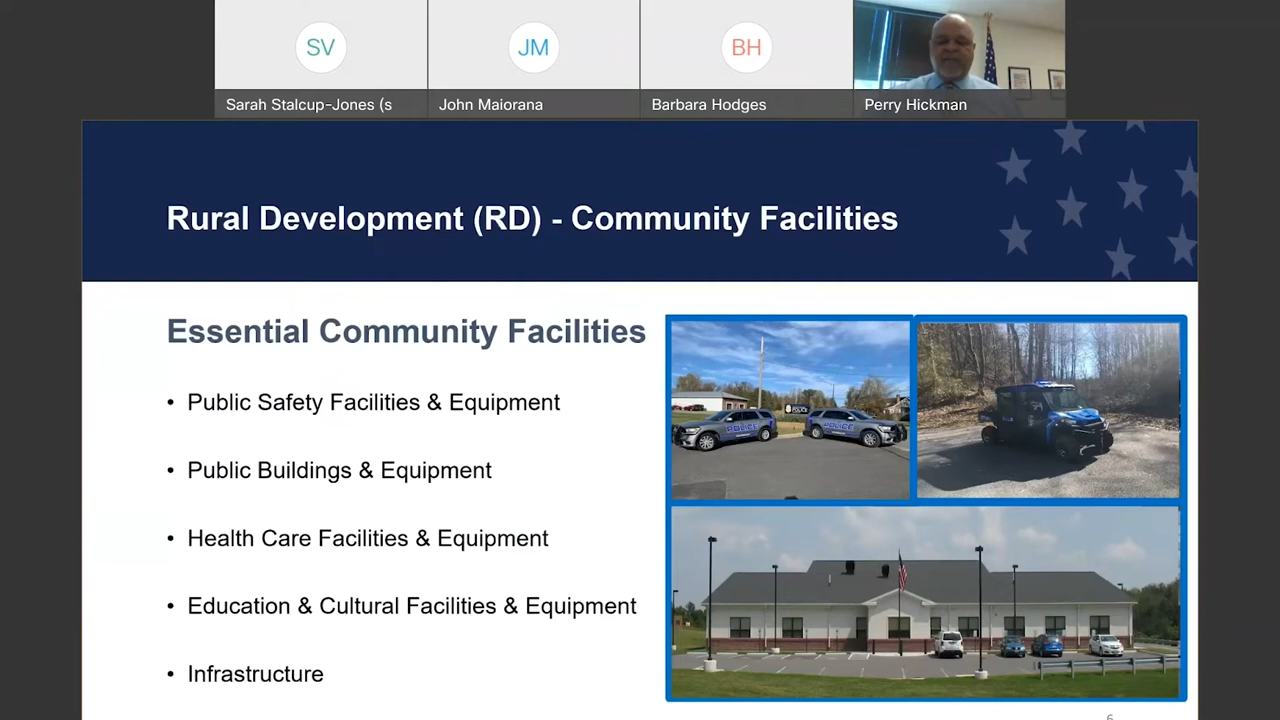 SV
JM
BH
Sarah Stalcup-Jones (s
John Maiorana
Barbara Hodges
Perry Hickman
Rural Development (RD) - Community Facilities
Essential Community Facilities
• Public Safety Facilities & Equipment
• Public Buildings & Equipment
• Health Care Facilities & Equipment
• Education & Cultural Facilities & Equipment
• Infrastructure
POLICE
POLICE
POLICE
6